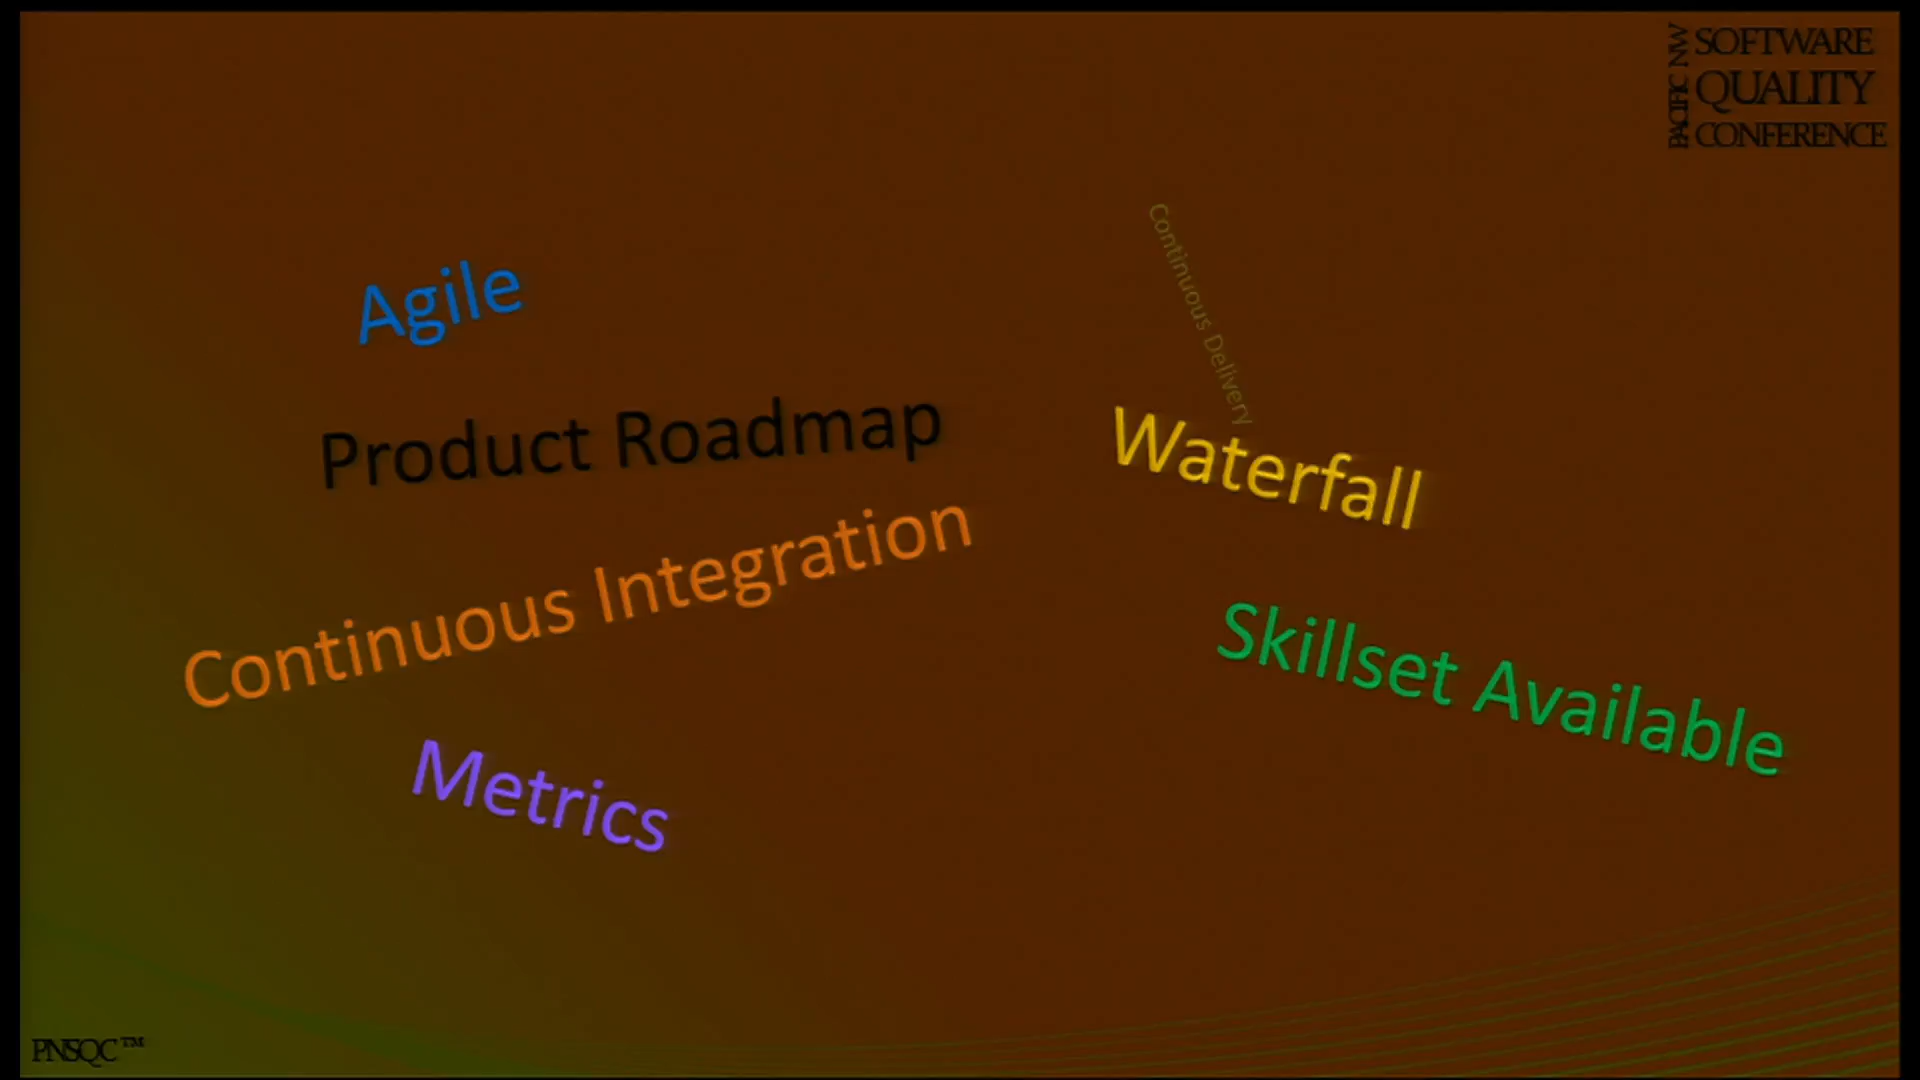 PACIFIC NW
SOFTWARE
QUALITY
CONFERENCE
Agile
Continuous Delivery
Product Roadmap
Waterfall
Continuous Integration
Skillset Available
Metrics
PNSQC™